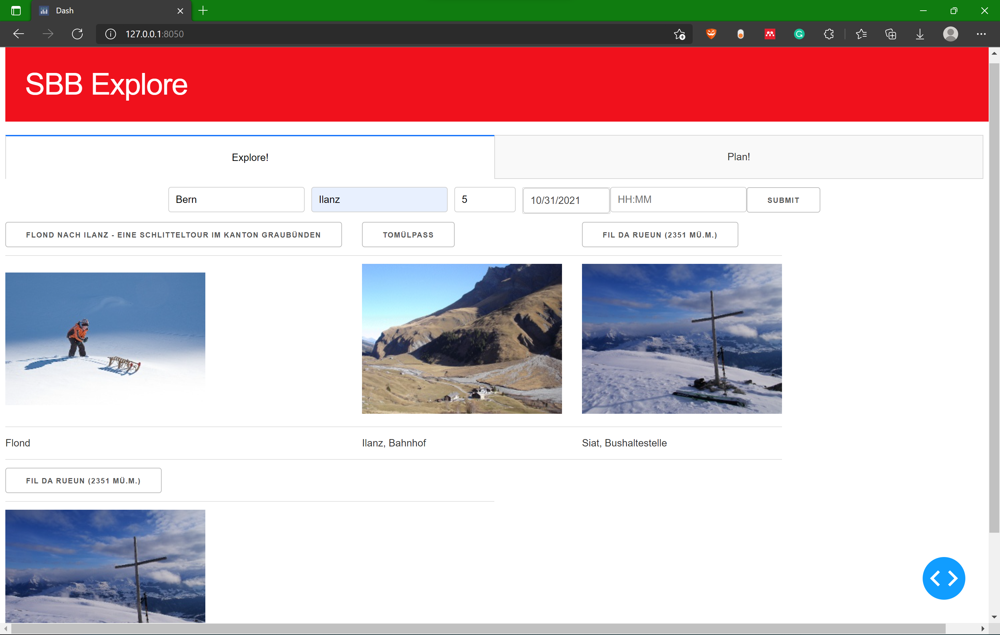 Dash
127.0.0.1:8050
SBB Explore
Explore!
Plan!
Bern
Ilanz
5
10/31/2021
HH:MM
SUBMIT
FLOND NACH ILANZ - EINE SCHLITTELTOUR IM KANTON GRAUBÜNDEN
TOMÜLPASS
FIL DA RUEUN (2351 MÜ.M.)
Flond
Ilanz, Bahnhof
Siat, Bushaltestelle
FIL DA RUEUN (2351 MÜ.M.)